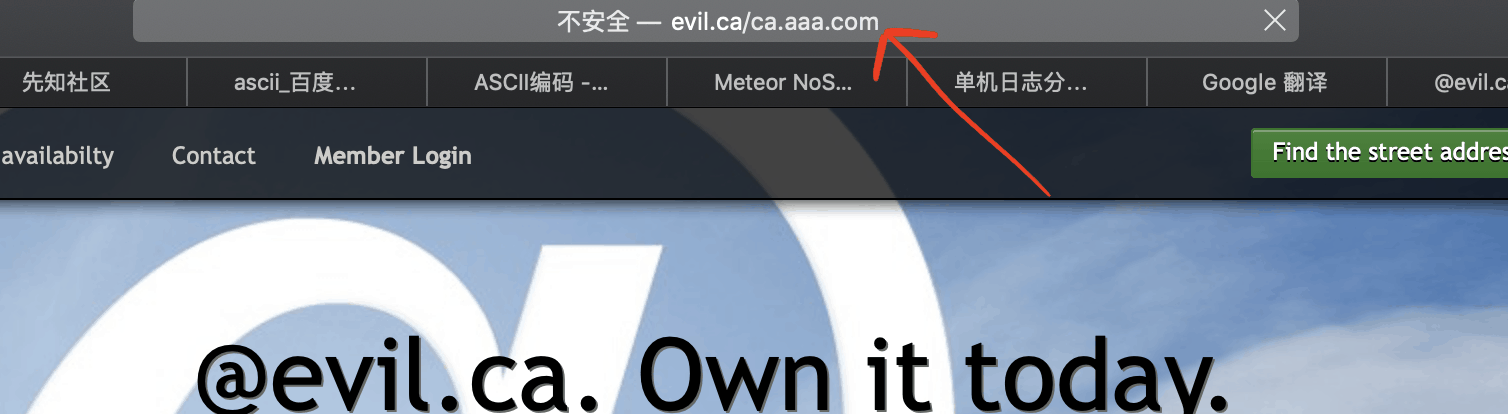 不安全 — evil.ca/ca.aaa.com
先知社区 ascii_百度... ASCII编码 -... Meteor NoS... 单机日志分... Google 翻译 @evil.c
availabilty Contact Member Login Find the street addres
@evil.ca. Own it today.